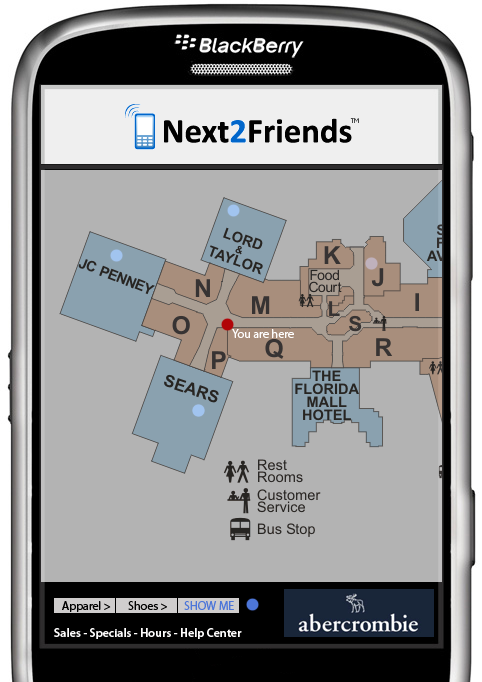 BlackBerry
Next2Friends™
LORD
&
TAYLOR
JC PENNEY
K
Food
Court
J
N
M
L
I
S
AV
O
You are here
P
Q
R
SEARS
THE
FLORIDA
MALL
HOTEL
Rest
Rooms
Customer
Service
Bus Stop
Apparel > Shoes > SHOW ME
Sales - Specials - Hours - Help Center
abercrombie